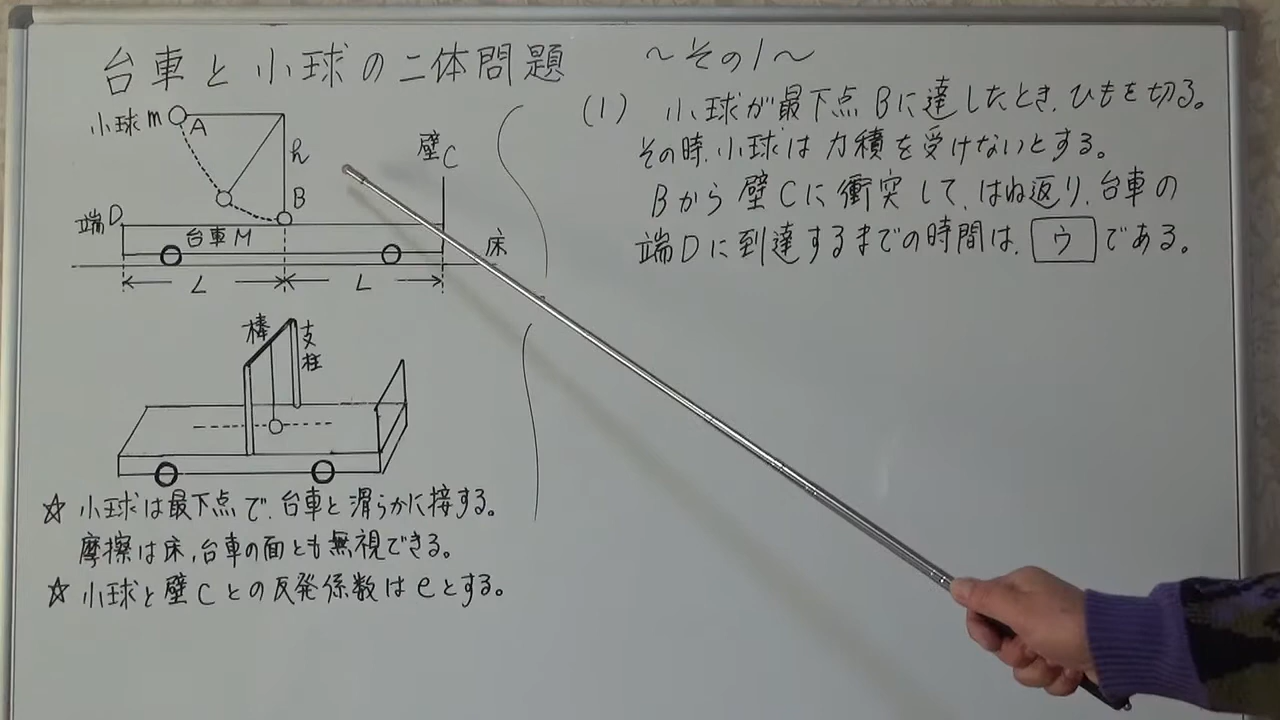 台車と小球の二体問題 ～その1～
小球m
A
h
B
壁C
端D
台車M
床
L
L
棒
支柱
☆ 小球は最下点で、台車と滑らかに接する。
摩擦は床、台車の面とも無視できる。
☆ 小球と壁Cとの反発係数はeとする。
(1) 小球が最下点Bに達したとき、ひもを切る。
その時、小球は力積を受けないとする。
Bから壁Cに衝突して、はね返り、台車の
端Dに到達するまでの時間は、ウである。